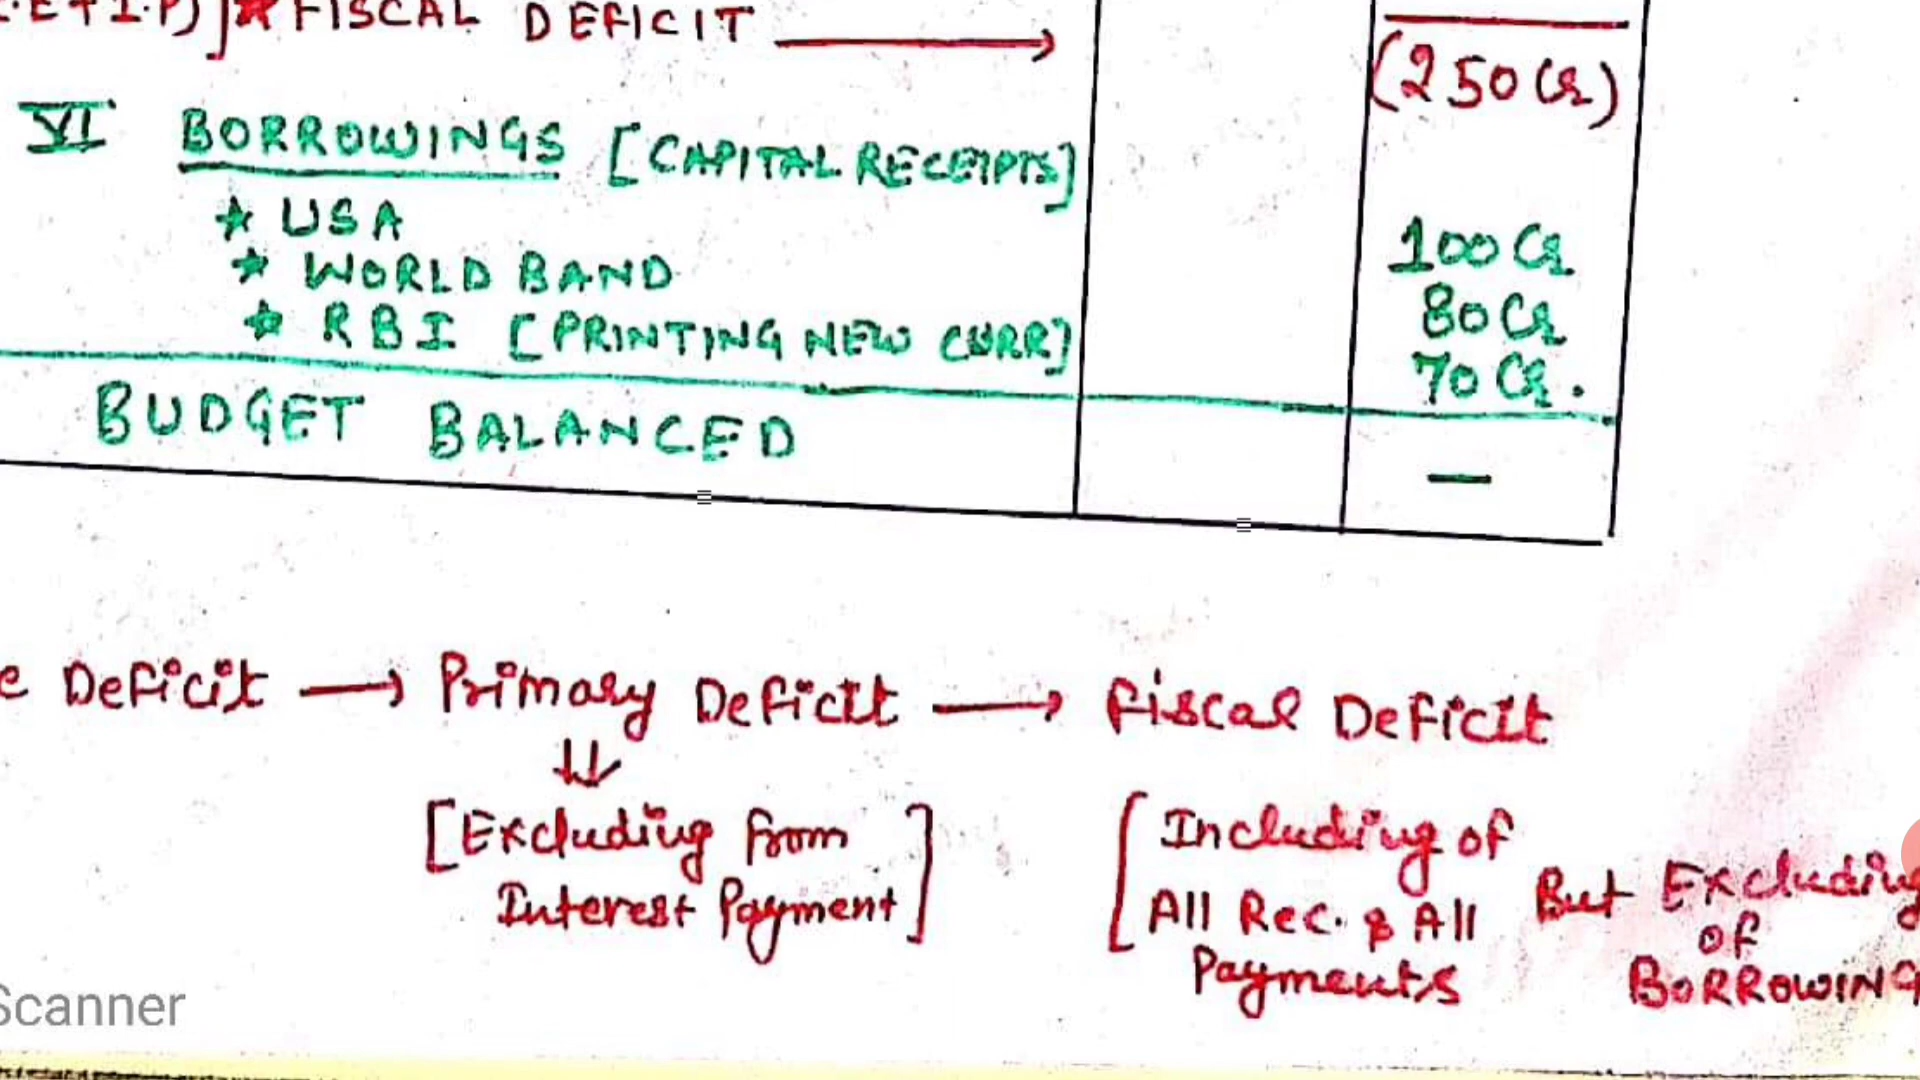 .E+I.P)]★ FISCAL DEFICIT → (250 Cr)
VI BORROWINGS [CAPITAL RECEIPTS]
★ USA 100 Cr
★ WORLD BAND 80 Cr
★ RBI [PRINTING NEW CURR] 70 Cr.
BUDGET BALANCED —
e Deficit → Primary Deficit → Fiscal Deficit
⇓
[Excluding from
Interest Payment]
[Including of
All Rec. & All
Payments
But Excluding
of
BORROWING
Scanner